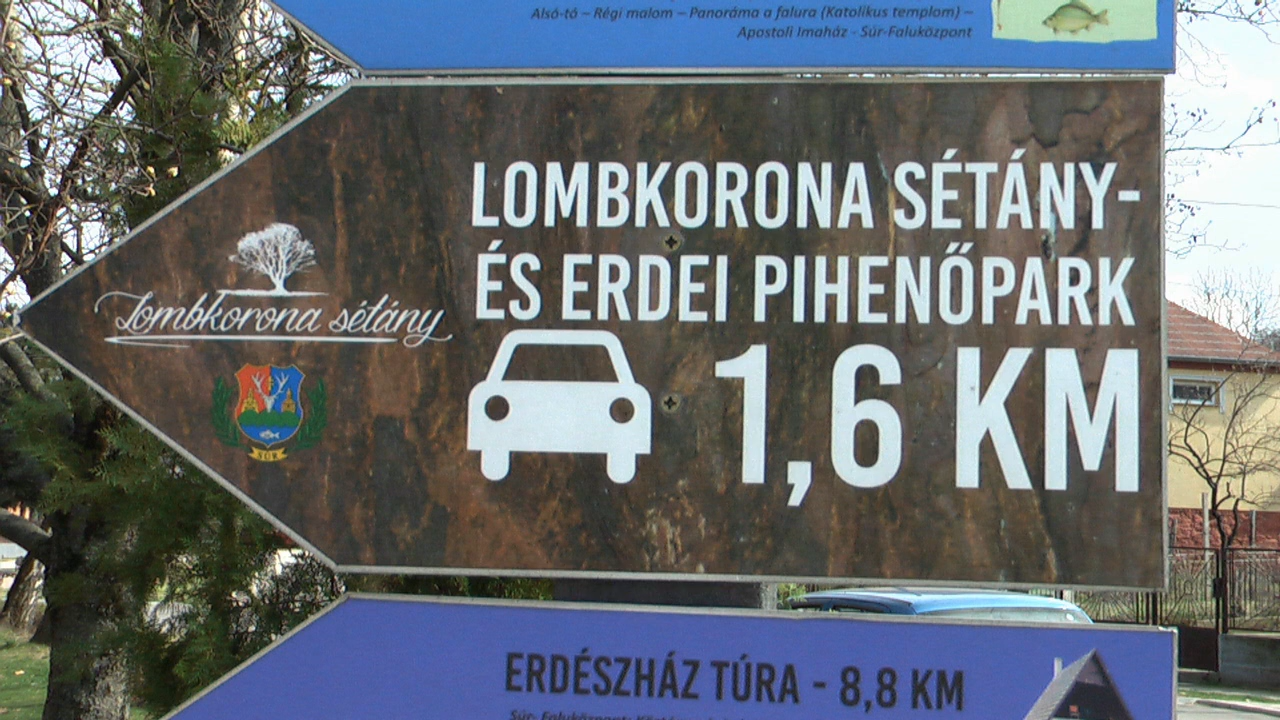 Alsó-tó – Régi malom – Panoráma a falura (Katolikus templom) –
Apostoli Imaház - Súr-Faluközpont
LOMBKORONA SÉTÁNY-
ÉS ERDEI PIHENŐPARK
1,6 KM
Lombkorona sétány
SÚR
ERDÉSZHÁZ TÚRA - 8,8 KM
Súr- Faluközpont: